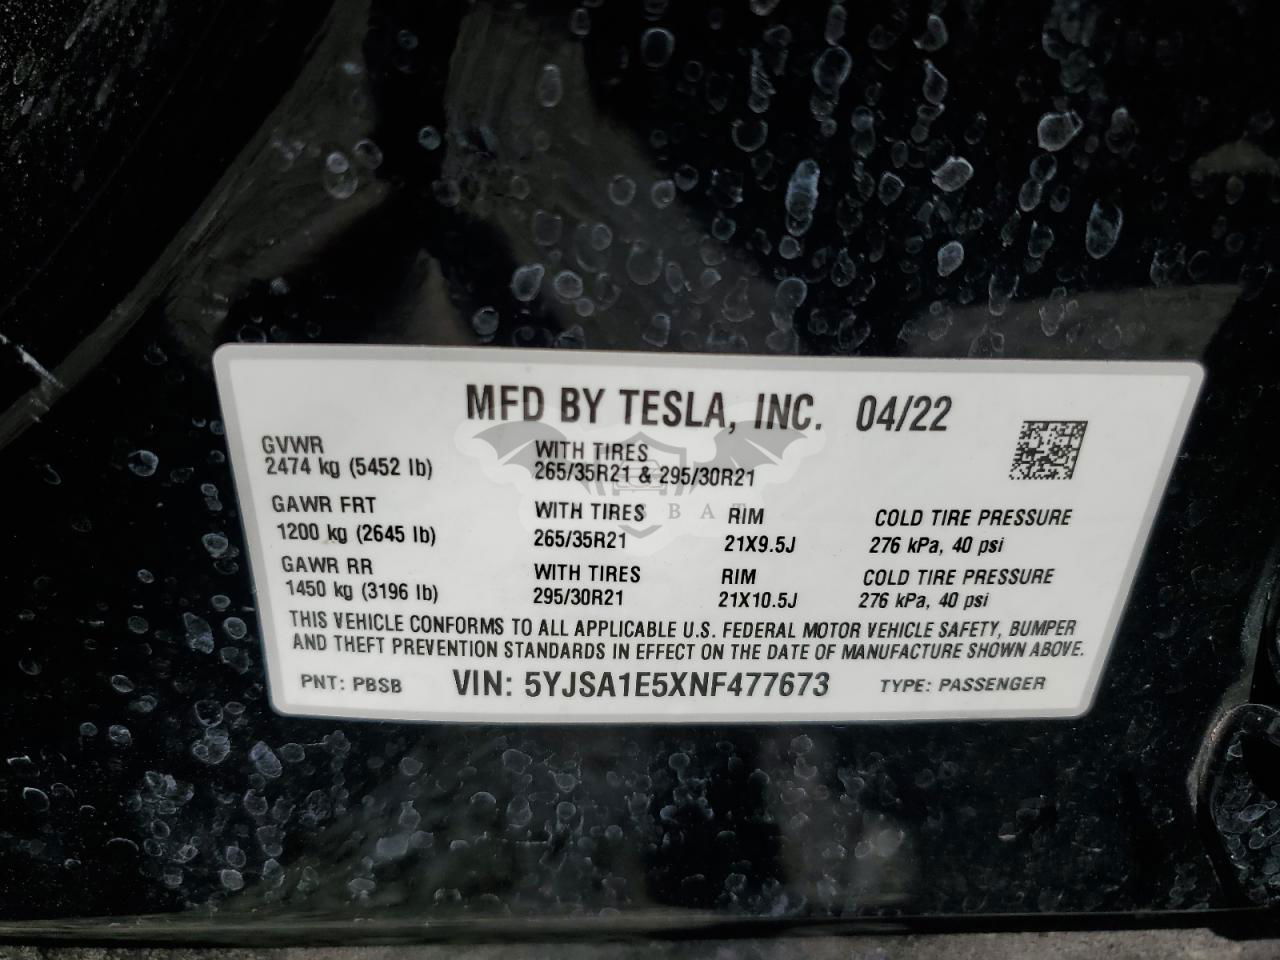 MFD BY TESLA, INC. 04/22
GVWR
2474 kg (5452 lb)
WITH TIRES
265/35R21 & 295/30R21
GAWR FRT
1200 kg (2645 lb)
WITH TIRES
265/35R21
RIM
21X9.5J
COLD TIRE PRESSURE
276 kPa, 40 psi
GAWR RR
1450 kg (3196 lb)
WITH TIRES
295/30R21
RIM
21X10.5J
COLD TIRE PRESSURE
276 kPa, 40 psi
THIS VEHICLE CONFORMS TO ALL APPLICABLE U.S. FEDERAL MOTOR VEHICLE SAFETY, BUMPER
AND THEFT PREVENTION STANDARDS IN EFFECT ON THE DATE OF MANUFACTURE SHOWN ABOVE.
PNT: PBSB VIN: 5YJSA1E5XNF477673 TYPE: PASSENGER